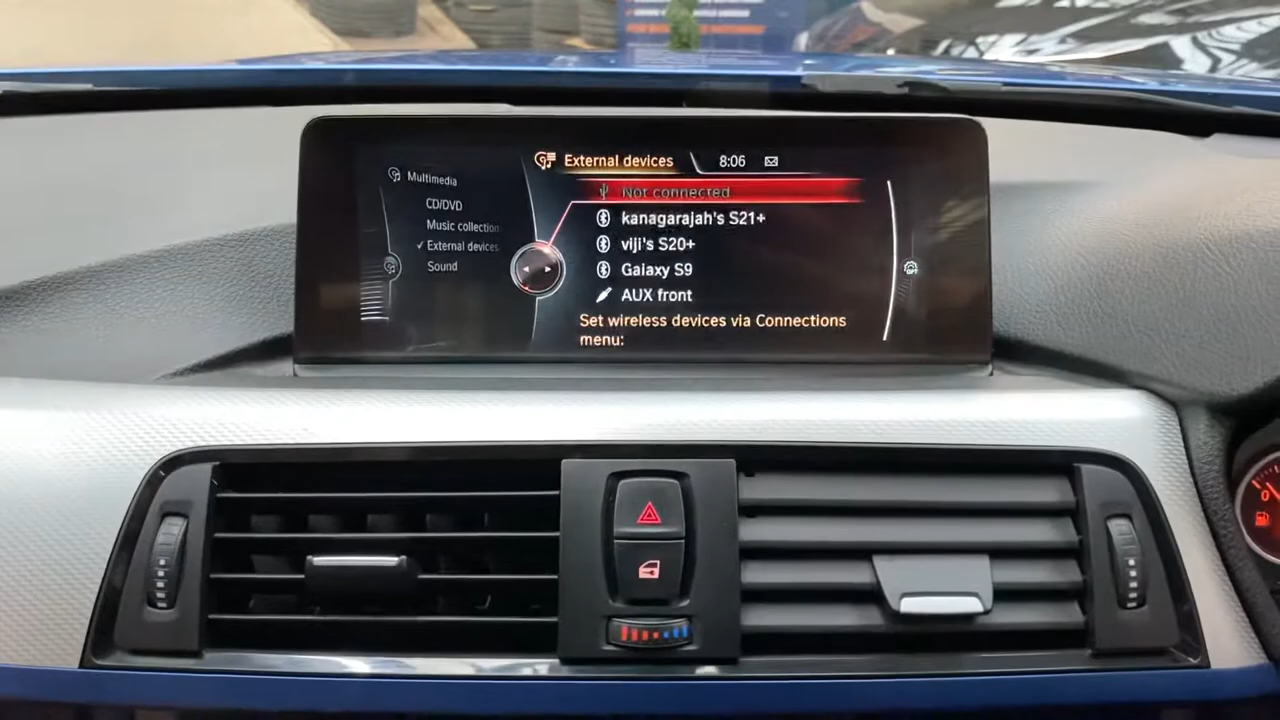 External devices
8:06
Multimedia
CD/DVD
Music collection
External devices
Sound
Not connected
kanagarajah's S21+
viji's S20+
Galaxy S9
AUX front
Set wireless devices via Connections
menu:
0